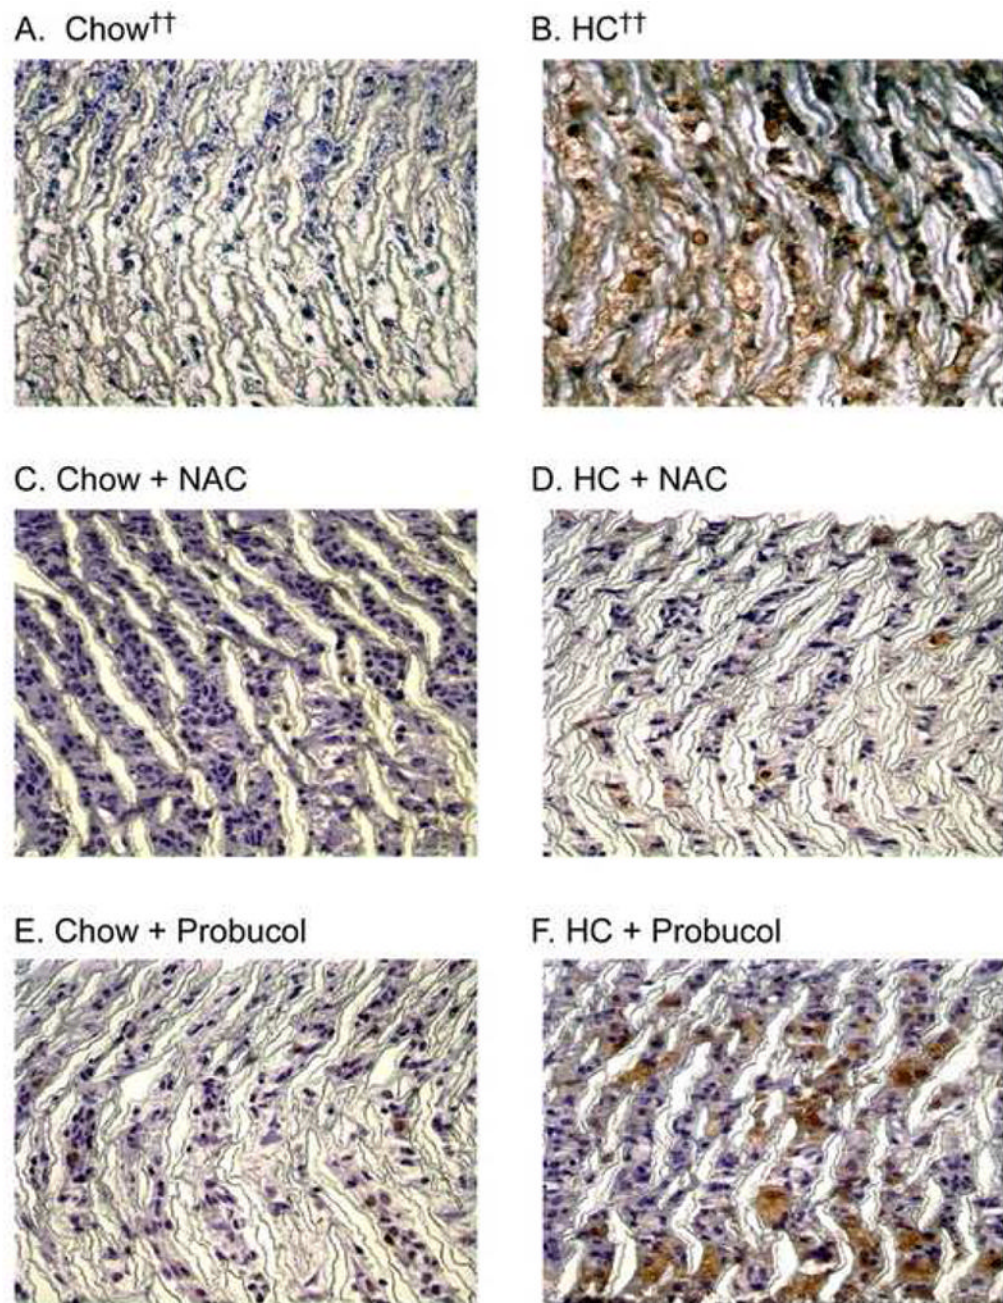 A. Chow††
B. HC††
C. Chow + NAC
D. HC + NAC
E. Chow + Probucol
F. HC + Probucol